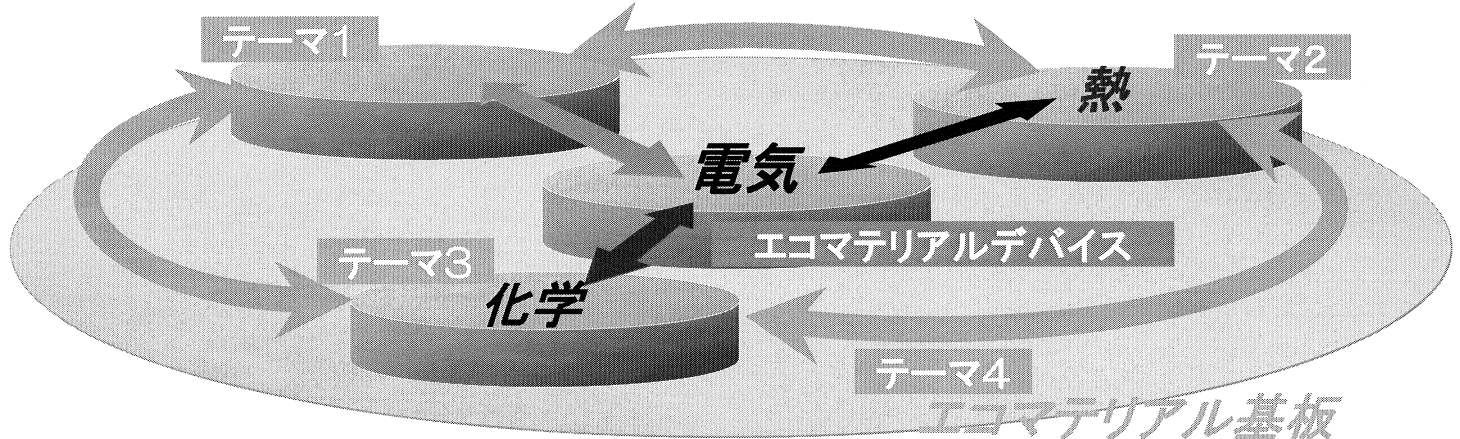 テーマ1
テーマ2
熱
電気
エコマテリアルデバイス
テーマ3
化学
テーマ4
エコマテリアル基板